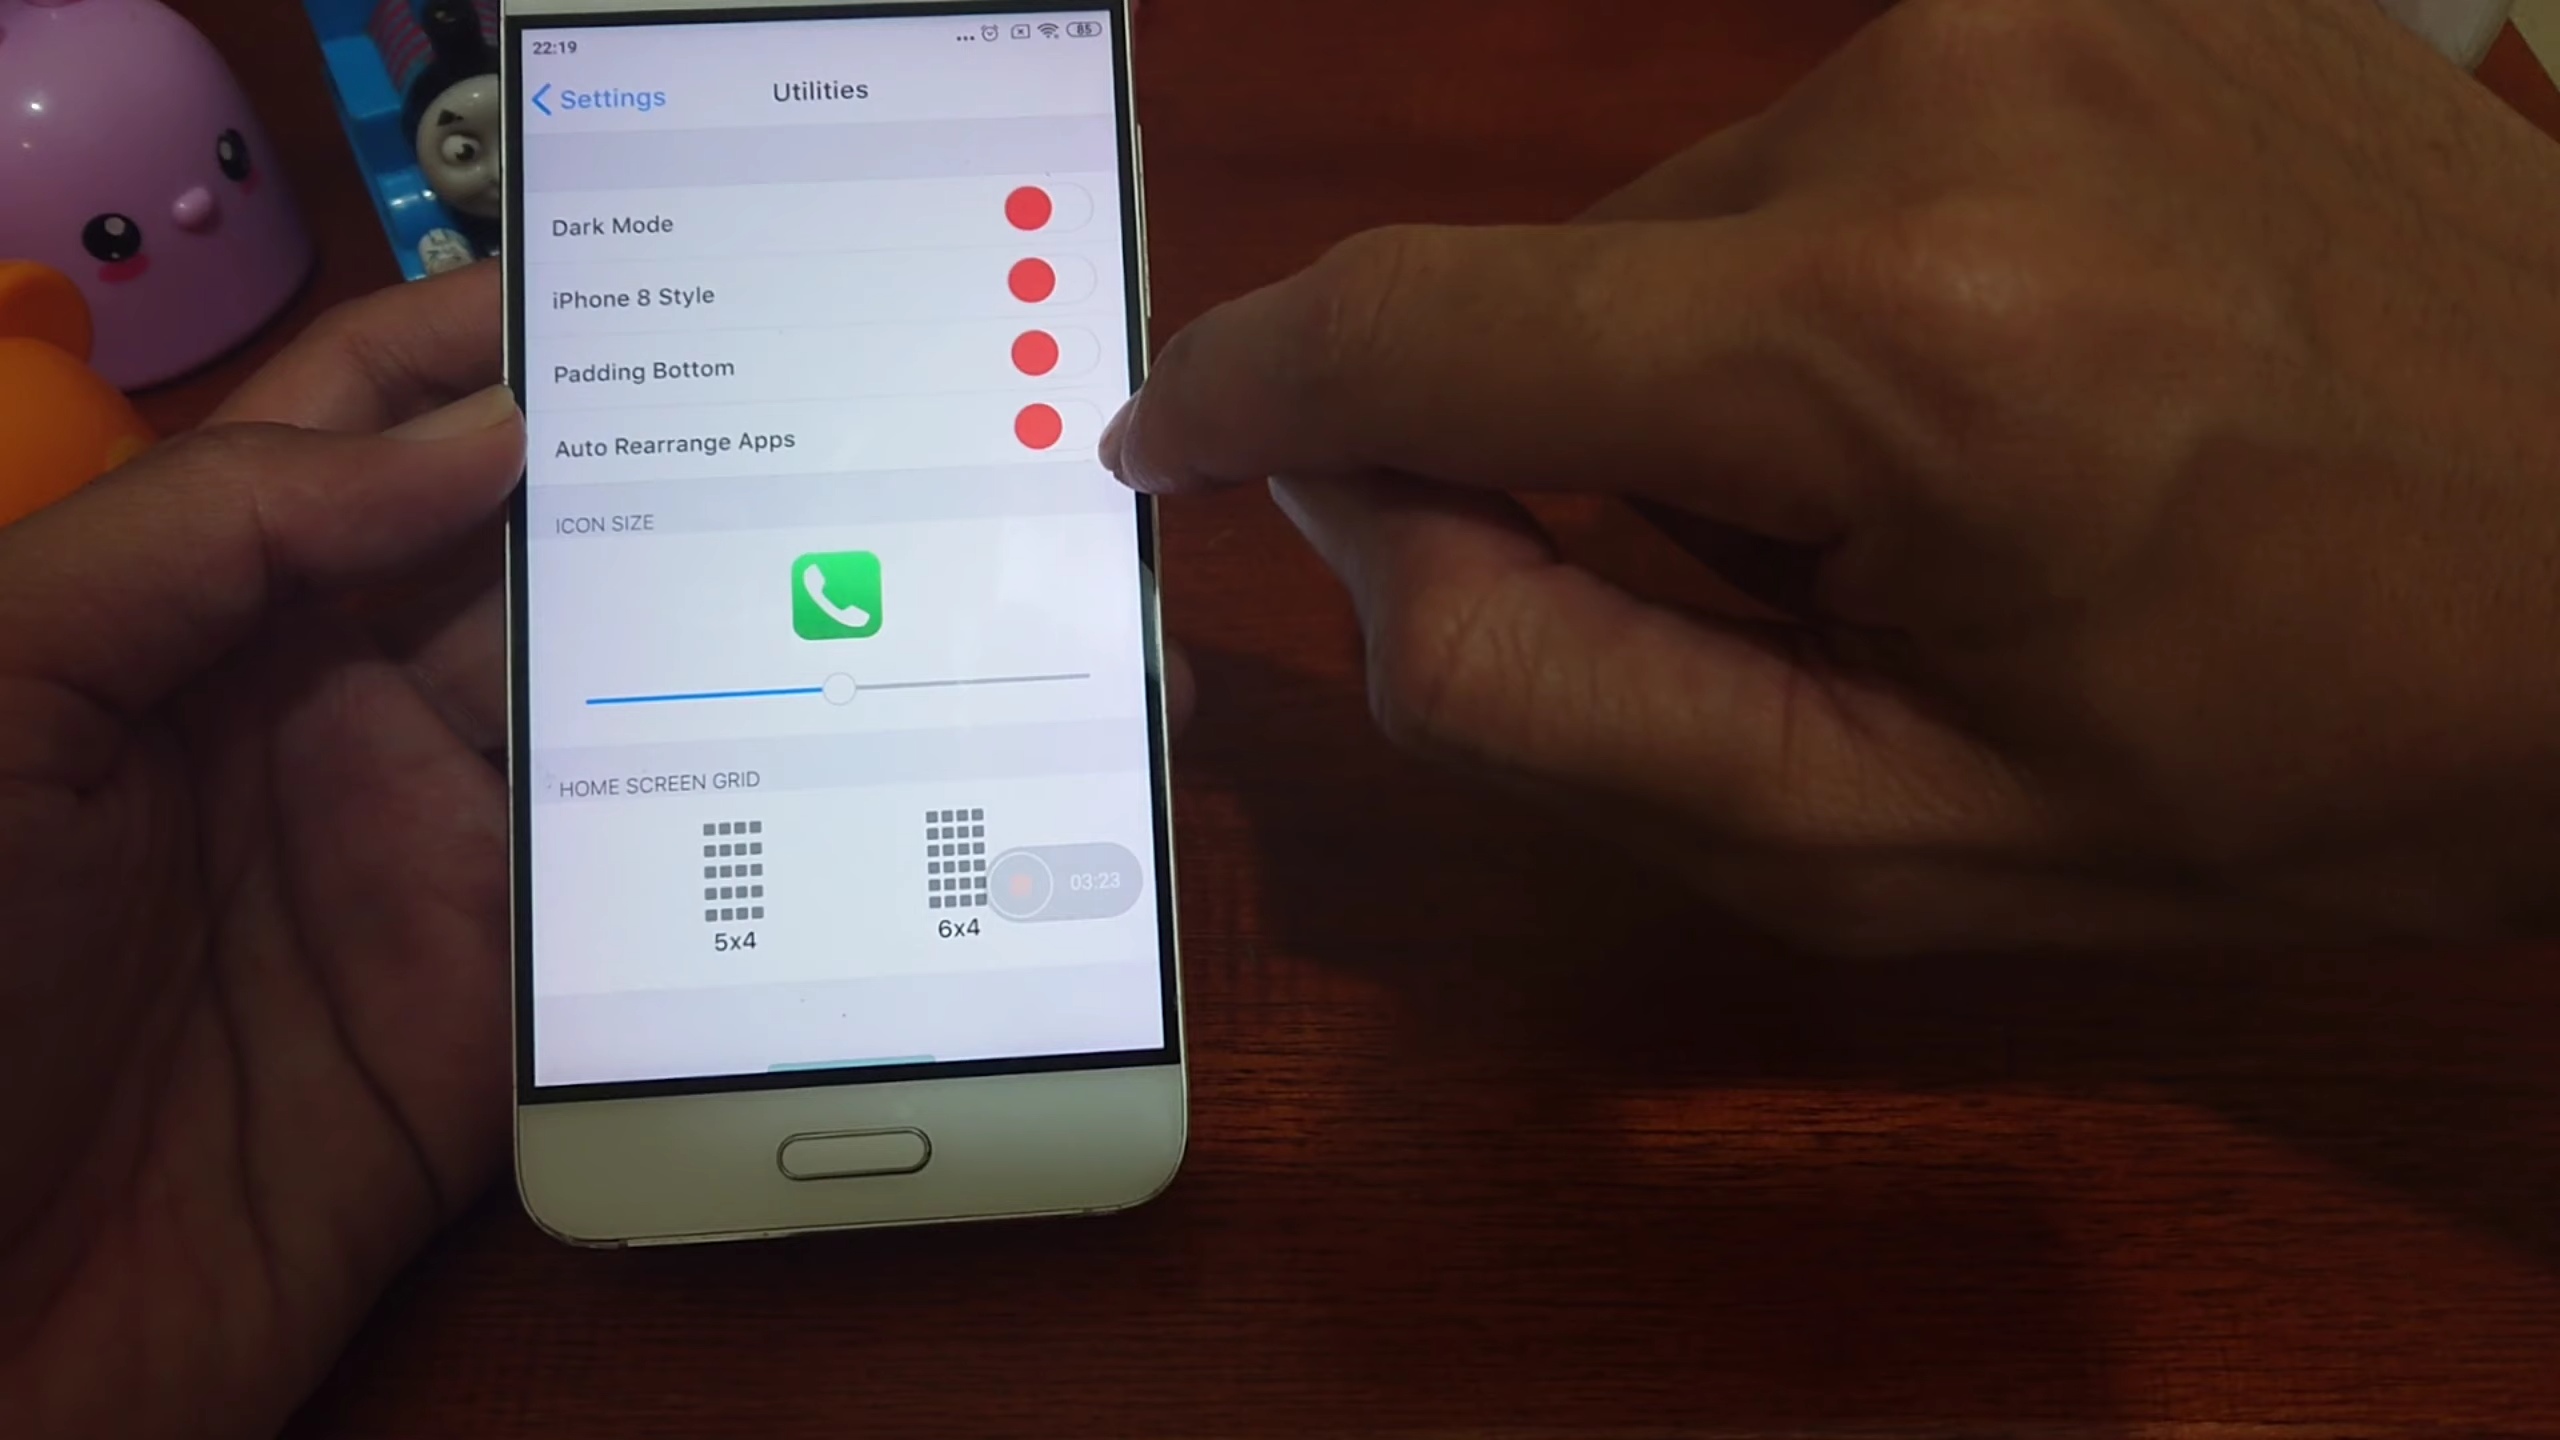 22:19
85
Settings
Utilities
Dark Mode
iPhone 8 Style
Padding Bottom
Auto Rearrange Apps
ICON SIZE
HOME SCREEN GRID
03:23
5x4
6x4